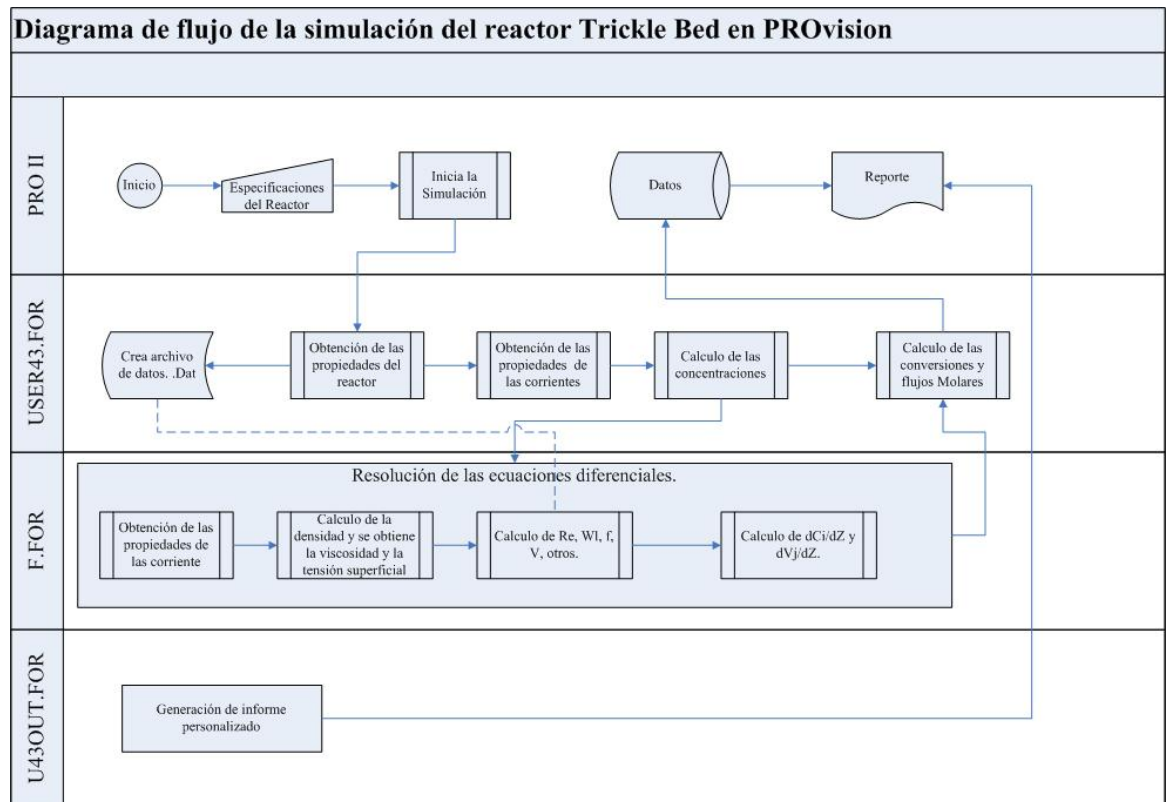 Diagrama de flujo de la simulación del reactor Trickle Bed en PROvision
PRO II
Inicio
Especificaciones
del Reactor
Inicia la
Simulación
Datos
Reporte
USER43.FOR
Crea archivo
de datos. .Dat
Obtención de las
propiedades del
reactor
Obtención de las
propiedades de
las corrientes
Calculo de las
concentraciones
Calculo de las
conversiones y
flujos Molares
F.FOR
Resolución de las ecuaciones diferenciales.
Obtención de las
propiedades de
las corriente
Calculo de la
densidad y se obtiene
la viscosidad y la
tensión superficial
Calculo de Re, Wl, f,
V, otros.
Calculo de dCi/dZ y
dVj/dZ.
U43OUT.FOR
Generación de informe
personalizado